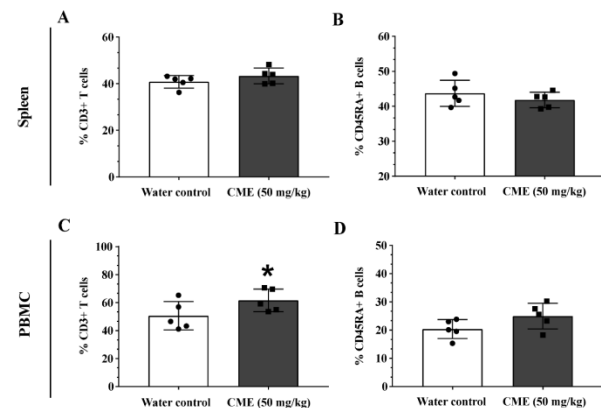 A
B
Spleen
% CD3+ T cells
60
40
20
0
Water control
CME (50 mg/kg)
% CD45RA+ B cells
60
50
40
30
20
Water control
CME (50 mg/kg)
C
D
PBMC
% CD3+ T cells
100
80
60
40
20
0
*
Water control
CME (50 mg/kg)
% CD45RA+ B cells
50
40
30
20
10
0
Water control
CME (50 mg/kg)